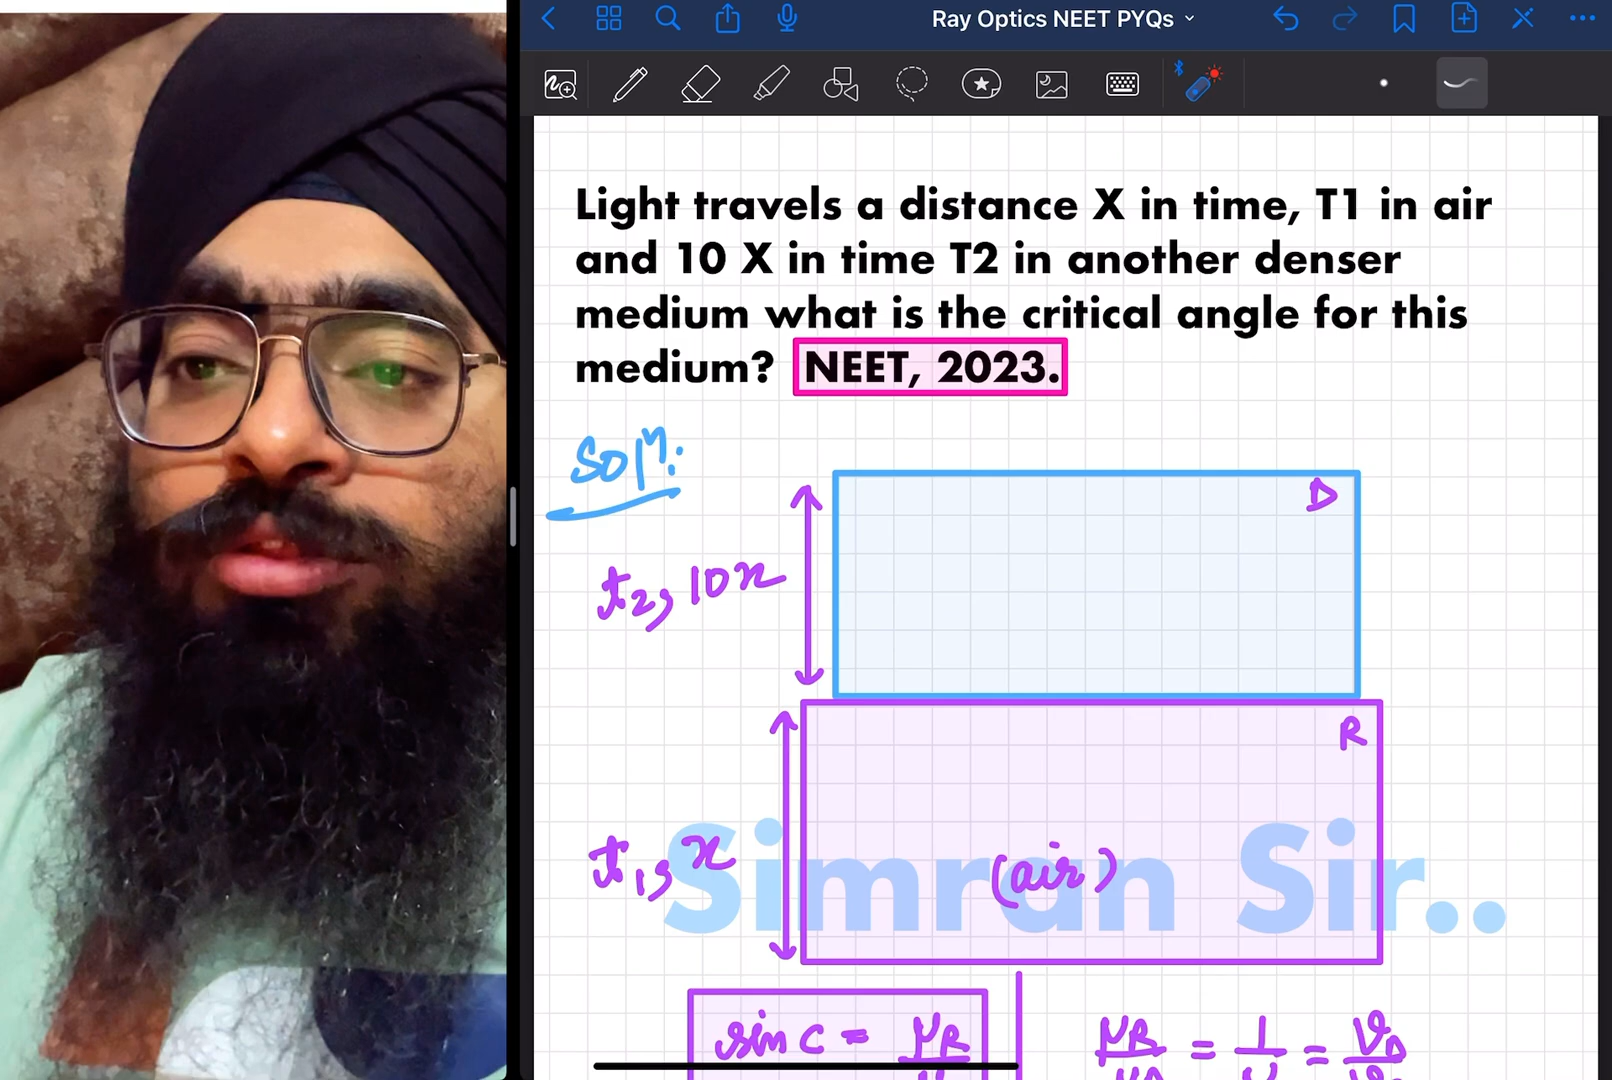 Ray Optics NEET PYQs
Light travels a distance X in time, T1 in air
and 10 X in time T2 in another denser
medium what is the critical angle for this
medium? NEET, 2023.
Solⁿ:
D
t₂, 10x
R
t₁, x
(air)
Simran Sir..
sin c = μR
μR = 1 = v